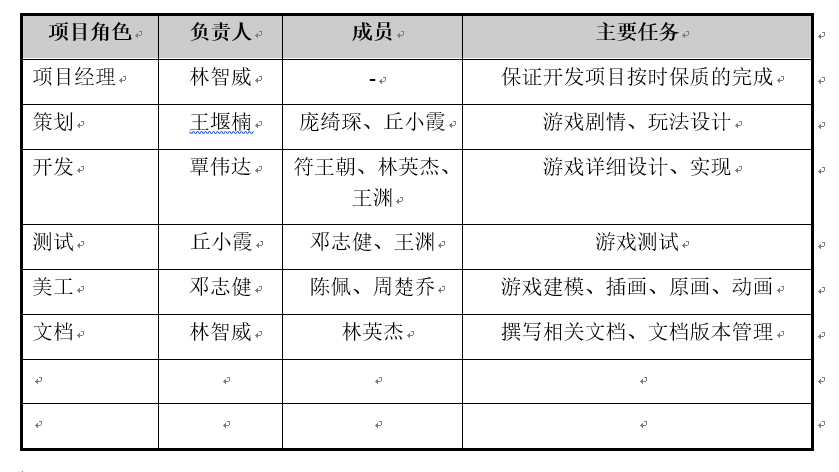 项目角色 负责人 成员 主要任务
项目经理 林智威 - 保证开发项目按时保质的完成
策划 王堰楠 庞绮琛、丘小霞 游戏剧情、玩法设计
开发 覃伟达 符王朝、林英杰、 游戏详细设计、实现
王渊
测试 丘小霞 邓志健、王渊 游戏测试
美工 邓志健 陈佩、周楚乔 游戏建模、插画、原画、动画
文档 林智威 林英杰 撰写相关文档、文档版本管理